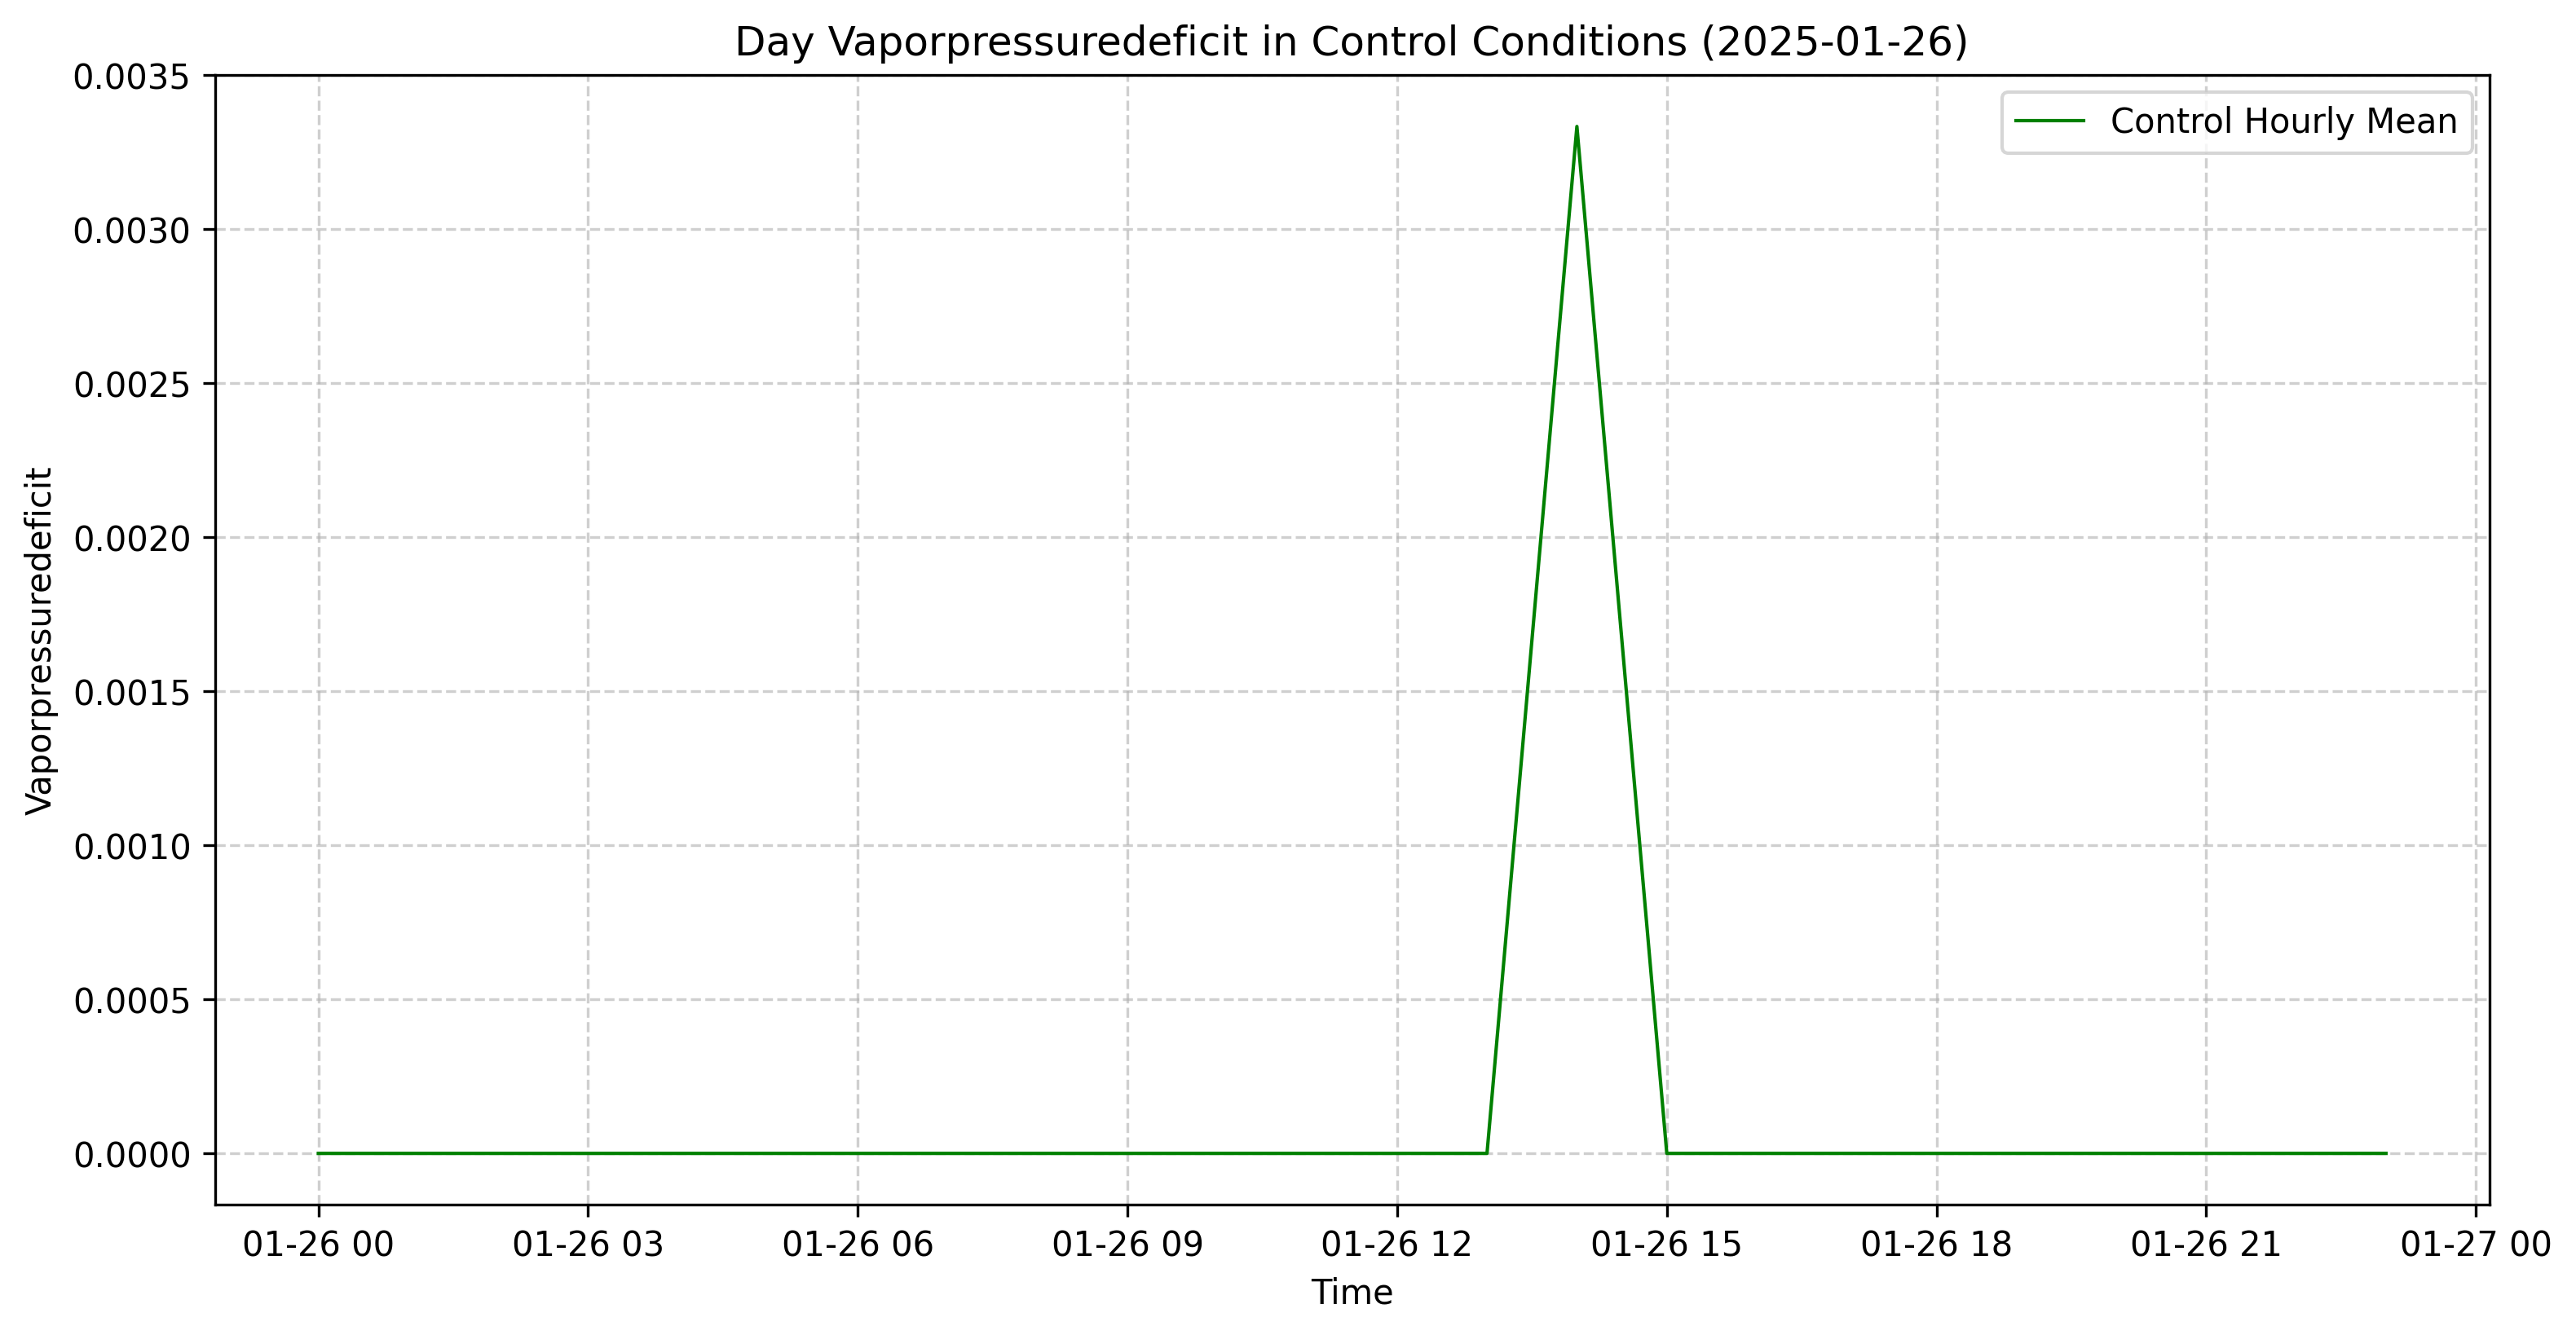 Day Vaporpressuredeficit in Control Conditions (2025-01-26)
Control Hourly Mean
Vaporpressuredeficit
0.0035
0.0030
0.0025
0.0020
0.0015
0.0010
0.0005
0.0000
01-26 00 01-26 03 01-26 06 01-26 09 01-26 12 01-26 15 01-26 18 01-26 21 01-27 00
Time